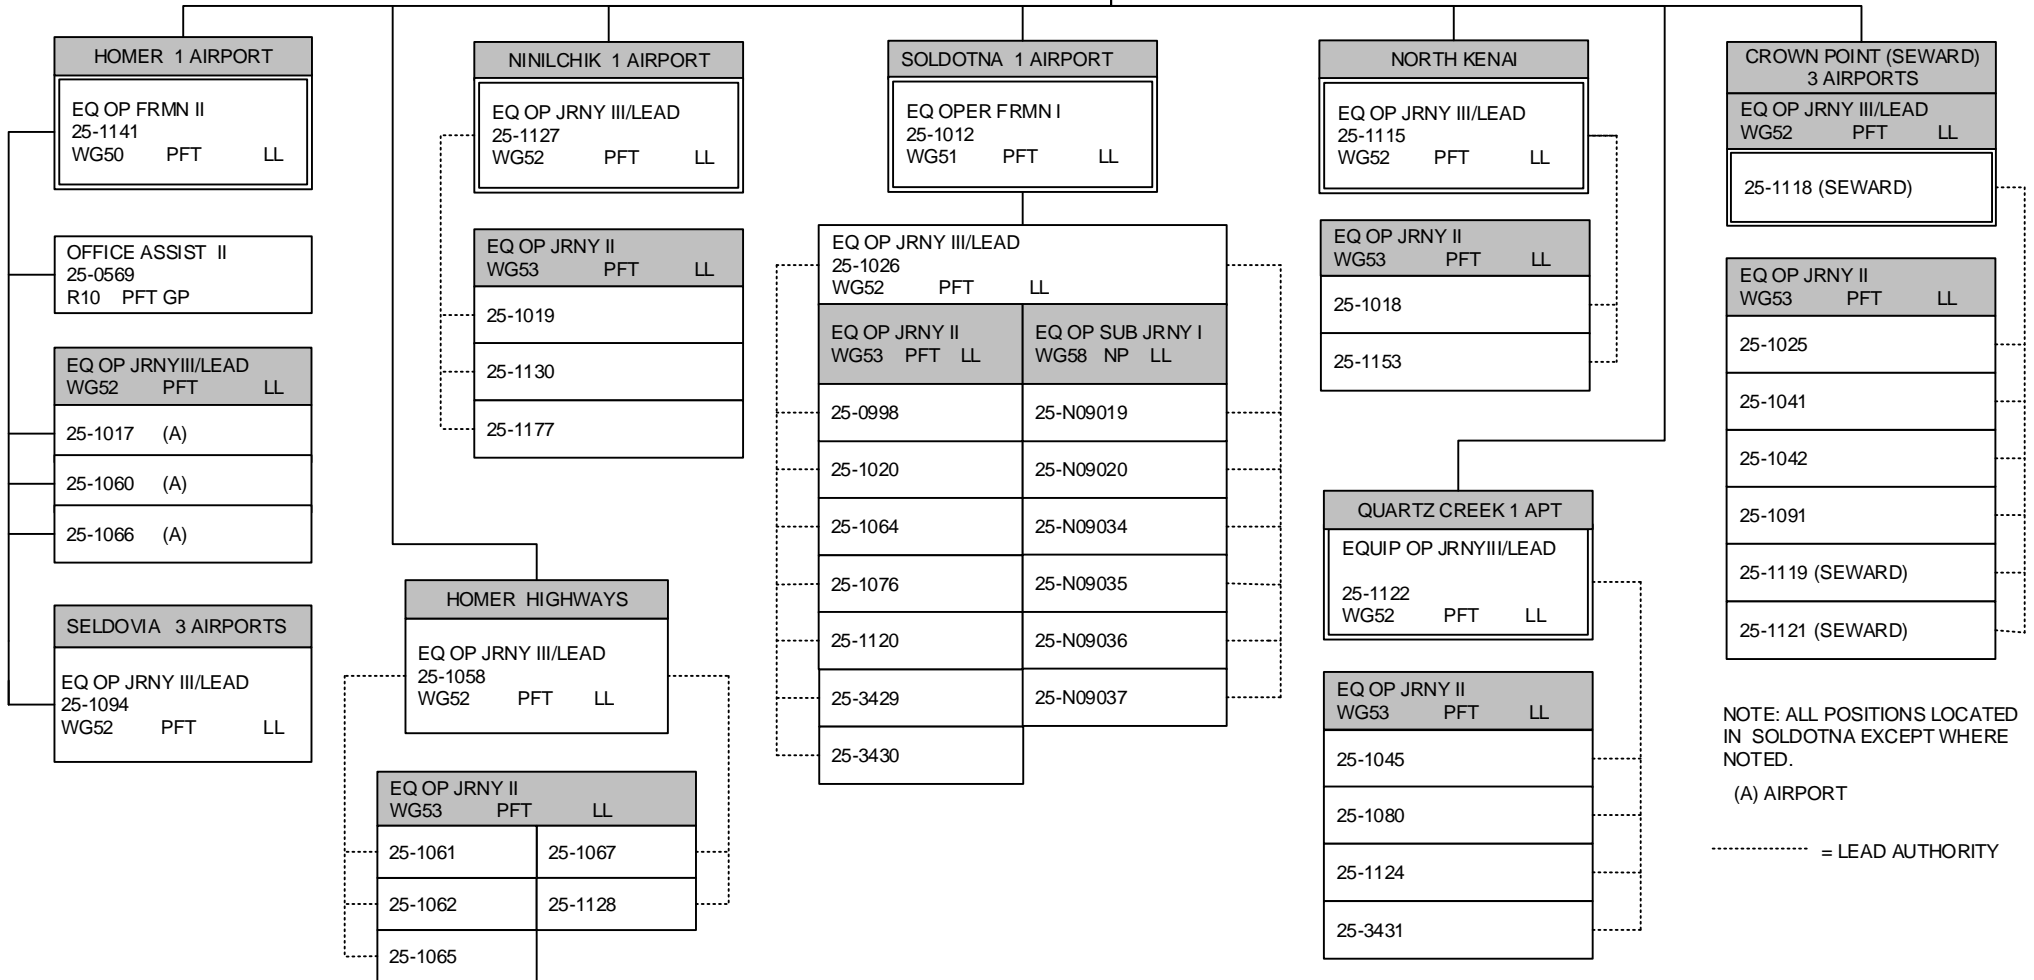 HOMER 1 AIRPORT
EQ OP FRMN II
25-1141
WG50 PFT LL
OFFICE ASSIST II
25-0569
R10 PFT GP
EQ OP JRNYIII/LEAD
WG52 PFT LL
25-1017 (A)
25-1060 (A)
25-1066 (A)
SELDOVIA 3 AIRPORTS
EQ OP JRNY III/LEAD
25-1094
WG52 PFT LL
HOMER HIGHWAYS
EQ OP JRNY III/LEAD
25-1058
WG52 PFT LL
EQ OP JRNY II
WG53 PFT LL
25-1061 25-1067
25-1062 25-1128
25-1065
NINILCHIK 1 AIRPORT
EQ OP JRNY III/LEAD
25-1127
WG52 PFT LL
EQ OP JRNY II
WG53 PFT LL
25-1019
25-1130
25-1177
SOLDOTNA 1 AIRPORT
EQ OPER FRMN I
25-1012
WG51 PFT LL
EQ OP JRNY III/LEAD
25-1026
WG52 PFT LL
EQ OP JRNY II EQ OP SUB JRNY I
WG53 PFT LL WG58 NP LL
25-0998 25-N09019
25-1020 25-N09020
25-1064 25-N09034
25-1076 25-N09035
25-1120 25-N09036
25-3429 25-N09037
25-3430
NORTH KENAI
EQ OP JRNY III/LEAD
25-1115
WG52 PFT LL
EQ OP JRNY II
WG53 PFT LL
25-1018
25-1153
QUARTZ CREEK 1 APT
EQUIP OP JRNYIII/LEAD
25-1122
WG52 PFT LL
EQ OP JRNY II
WG53 PFT LL
25-1045
25-1080
25-1124
25-3431
CROWN POINT (SEWARD)
3 AIRPORTS
EQ OP JRNY III/LEAD
WG52 PFT LL
25-1118 (SEWARD)
EQ OP JRNY II
WG53 PFT LL
25-1025
25-1041
25-1042
25-1091
25-1119 (SEWARD)
25-1121 (SEWARD)
NOTE: ALL POSITIONS LOCATED
IN SOLDOTNA EXCEPT WHERE
NOTED.
(A) AIRPORT
= LEAD AUTHORITY